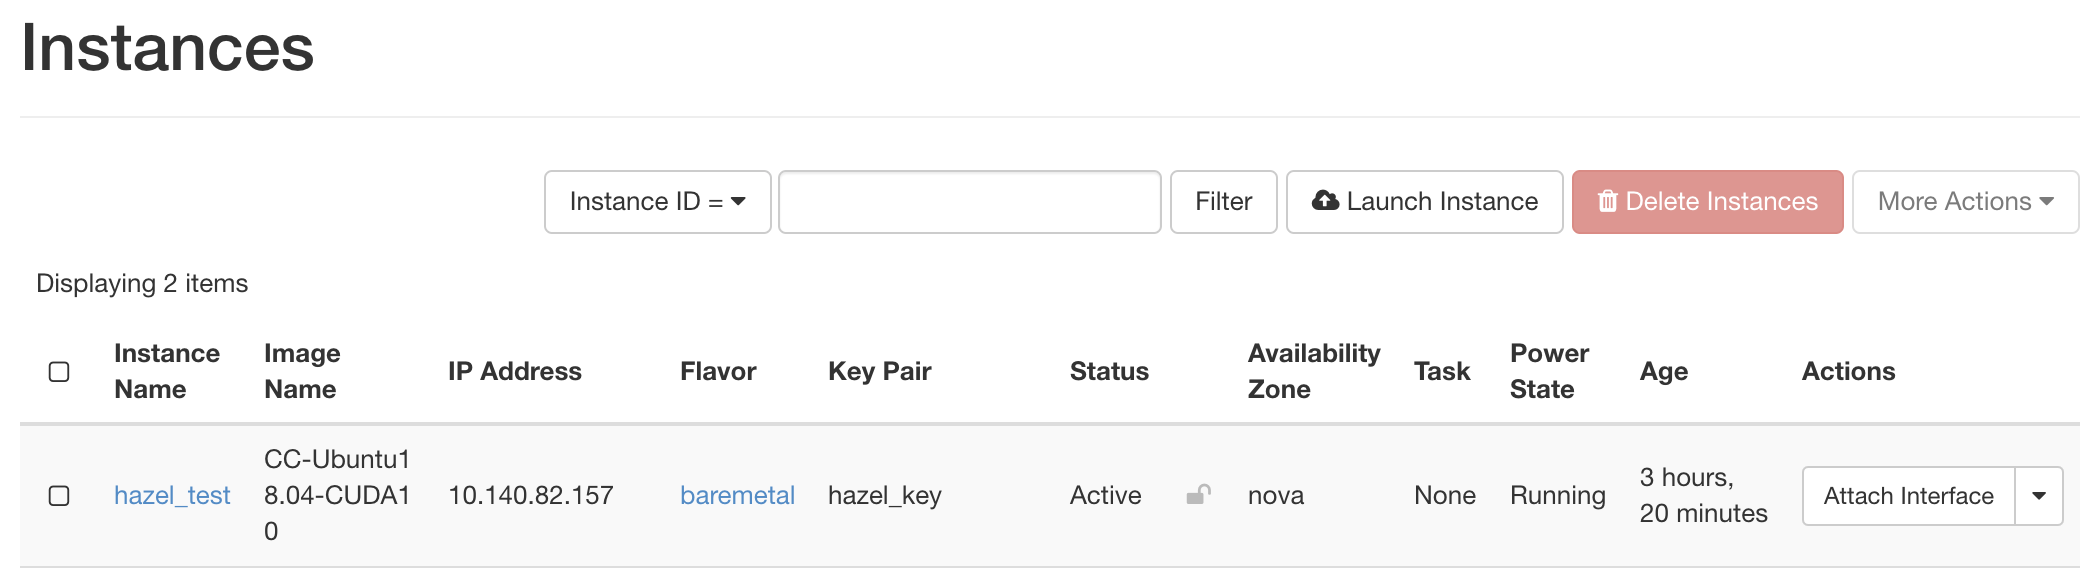 Instances
Instance ID = Filter Launch Instance Delete Instances More Actions
Displaying 2 items
Instance Name Image Name IP Address Flavor Key Pair Status Availability Zone Task Power State Age Actions
hazel_test CC-Ubuntu18.04-CUDA10 10.140.82.157 baremetal hazel_key Active nova None Running 3 hours, 20 minutes Attach Interface